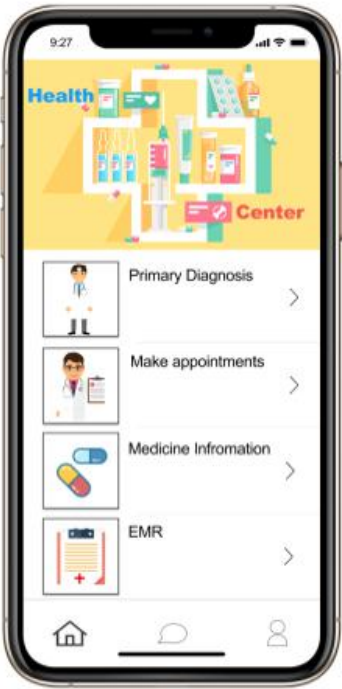 9:27
Health
Center
Primary Diagnosis
Make appointments
Medicine Infromation
EMR